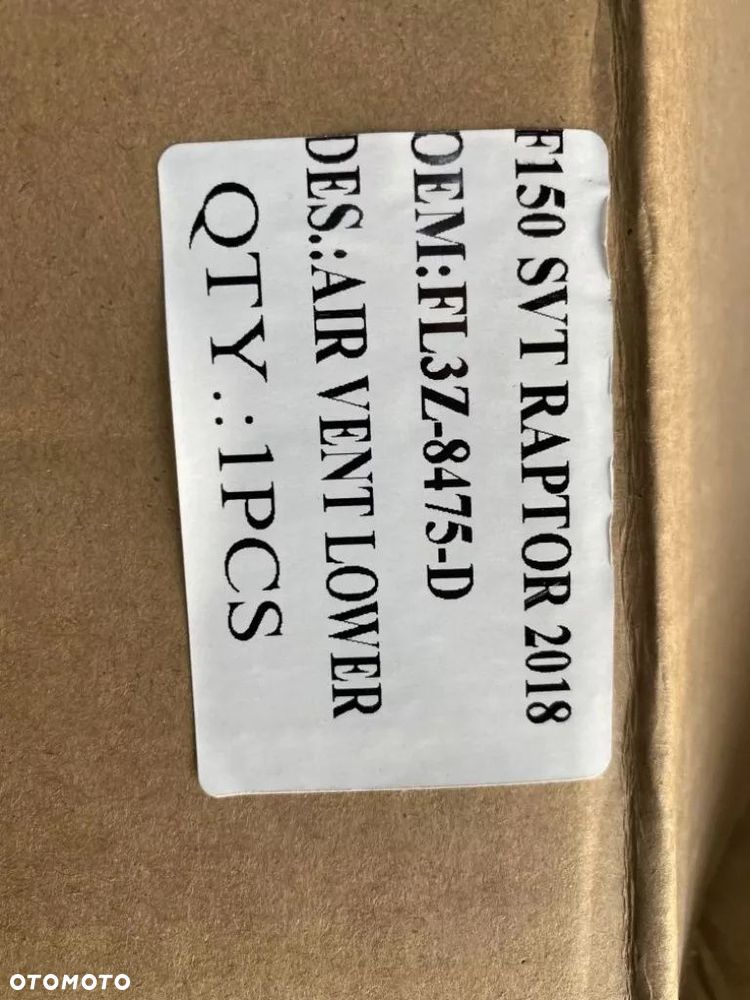 F150 SVT RAPTOR 2018
OEM:FL3Z-8475-D
DES.:AIR VENT LOWER
QTY.:1PCS
OTOMOTO